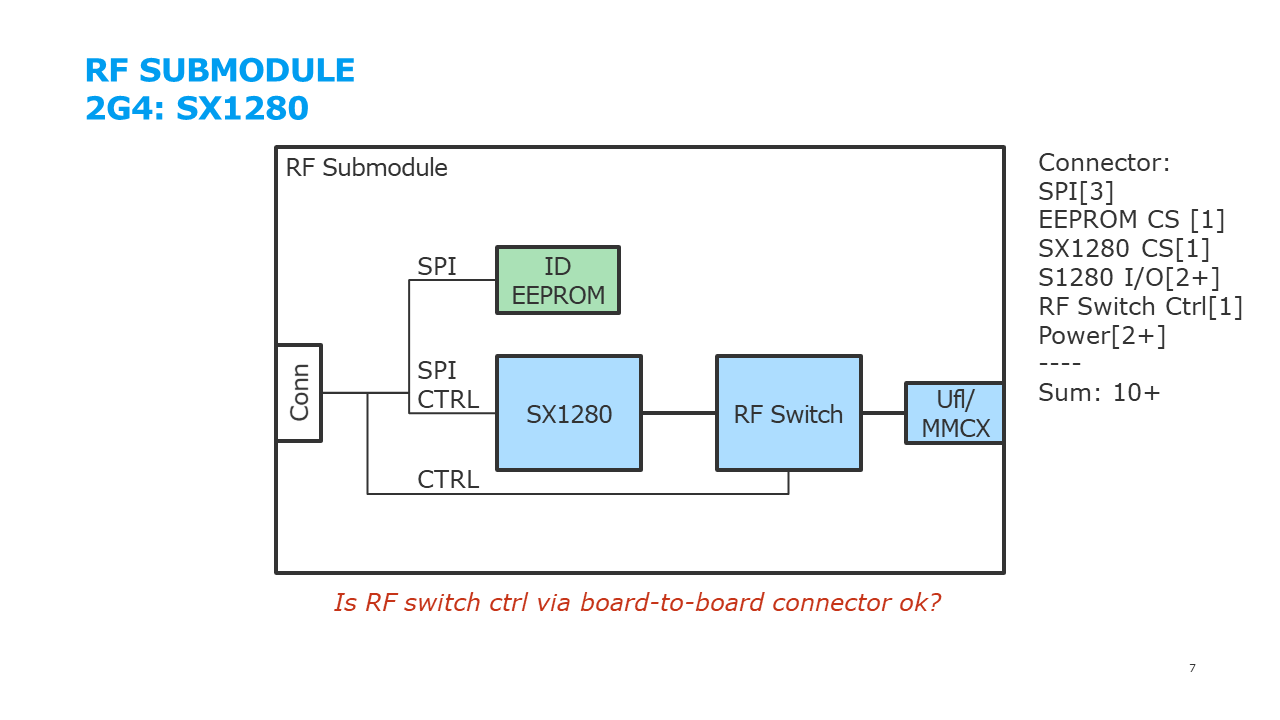 RF SUBMODULE
2G4: SX1280
RF Submodule
Connector:
SPI[3]
EEPROM CS [1]
SX1280 CS[1]
S1280 I/O[2+]
RF Switch Ctrl[1]
Power[2+]
----
Sum: 10+
SPI
ID
EEPROM
Conn
SPI
CTRL
SX1280
RF Switch
Ufl/
MMCX
CTRL
Is RF switch ctrl via board-to-board connector ok?
7